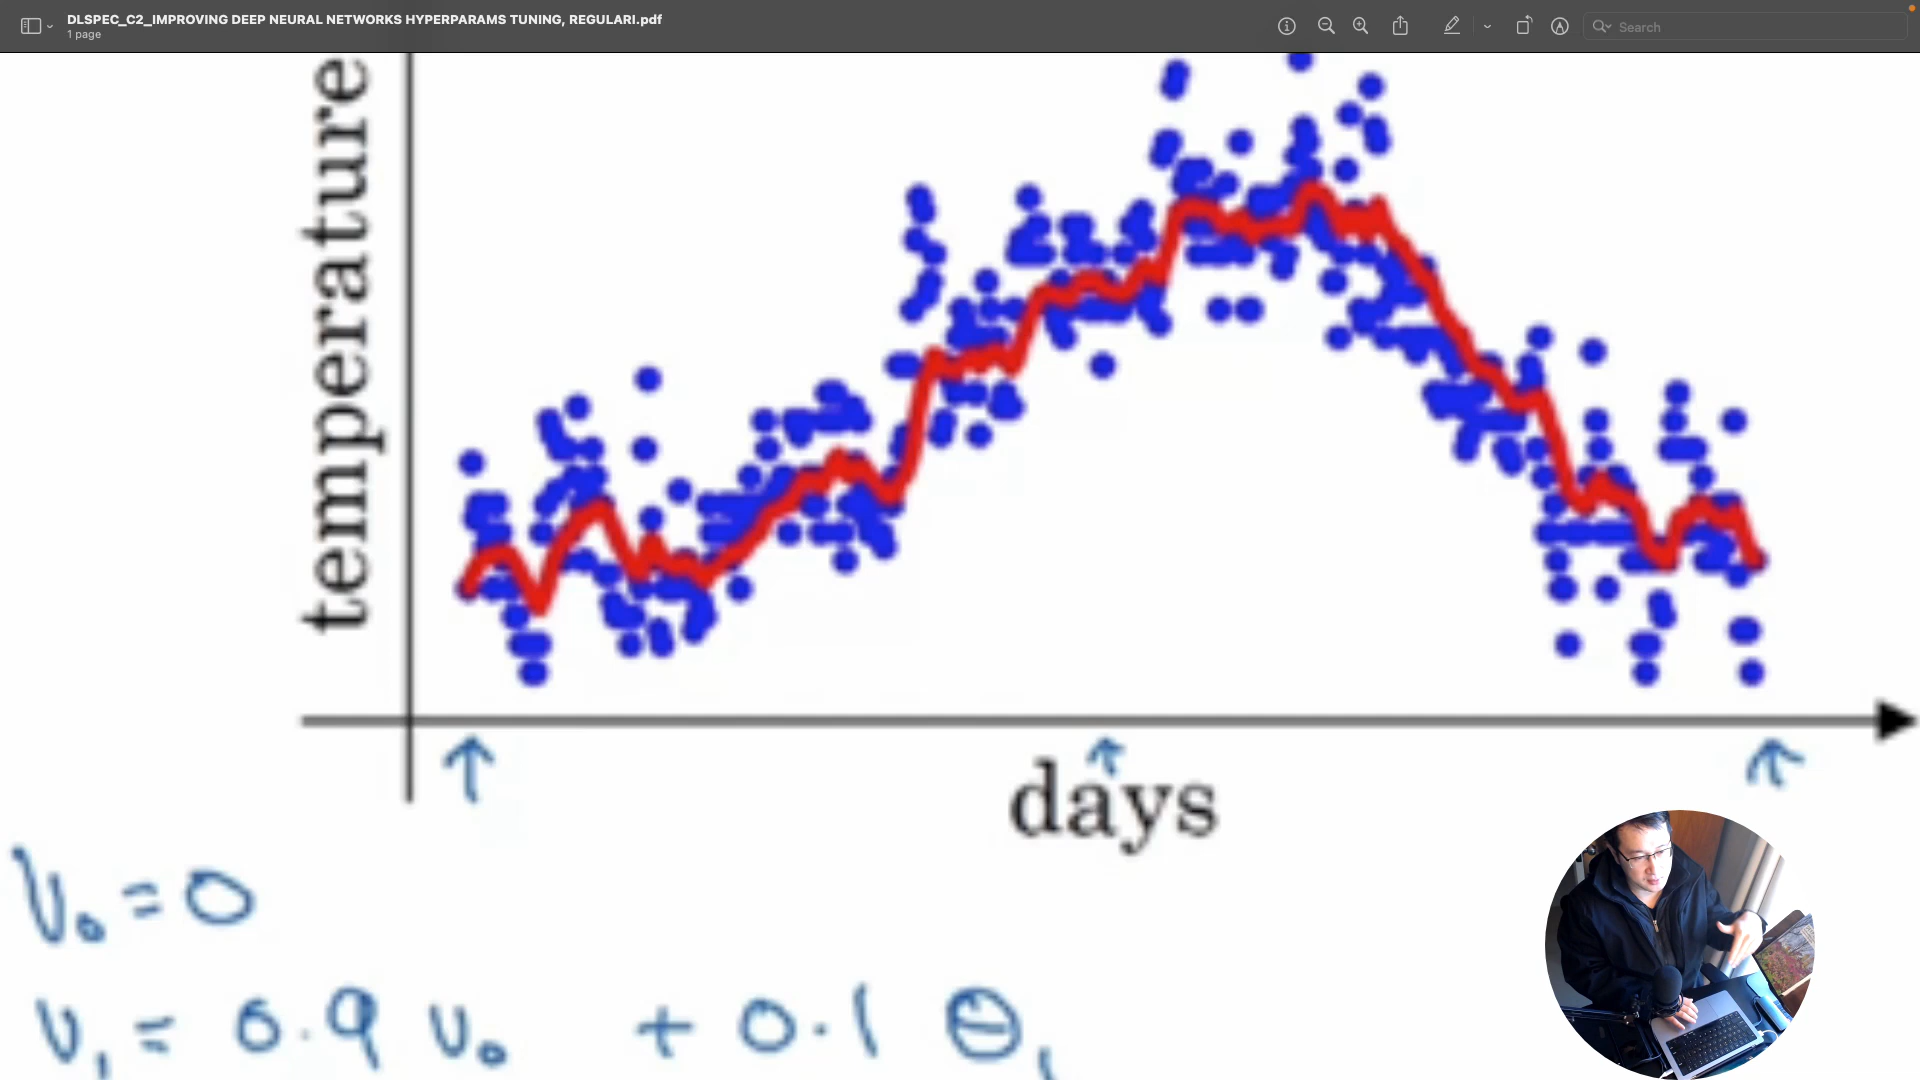 DLSPEC_C2_IMPROVING DEEP NEURAL NETWORKS HYPERPARAMS TUNING, REGULARI.pdf
1 page
Search
temperature
days
V₀ = 0
V₁ = 0.9 V₀ + 0.1 θ₁